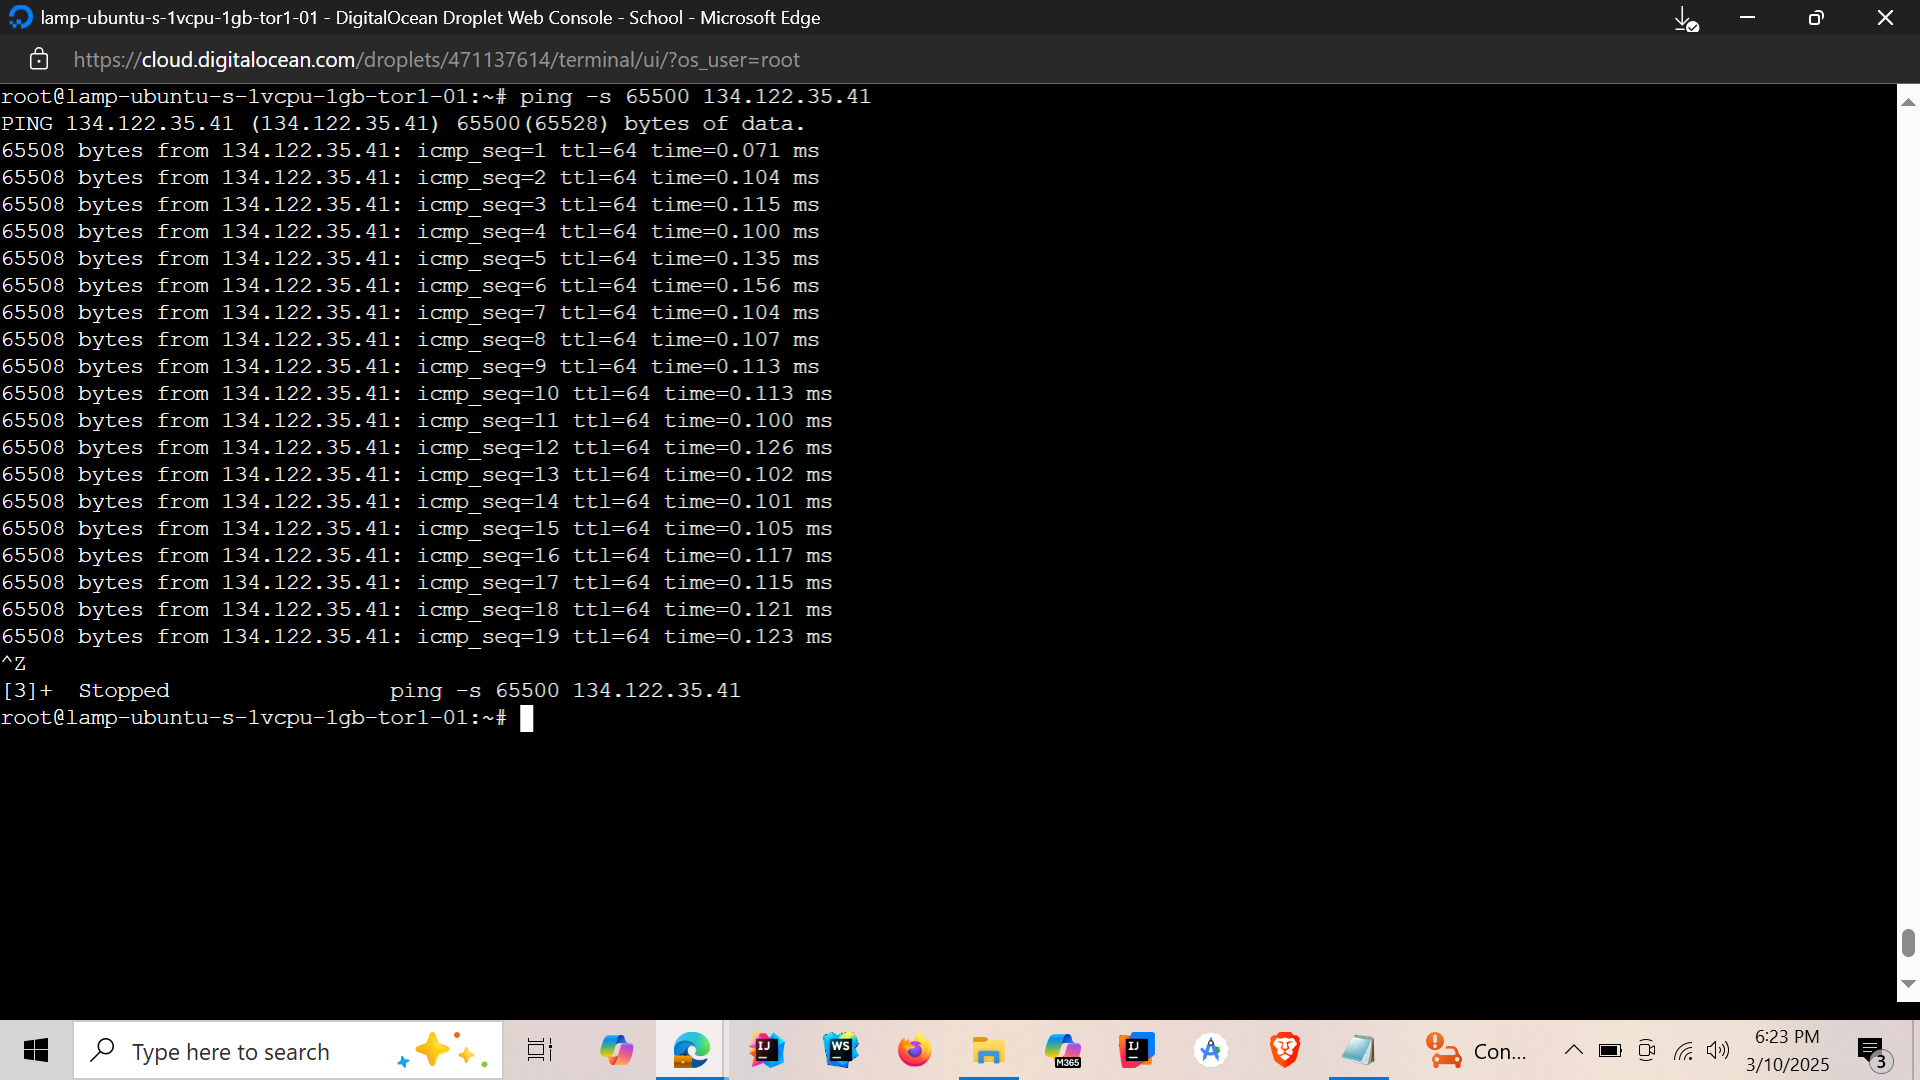 lamp-ubuntu-s-1vcpu-1gb-tor1-01 - DigitalOcean Droplet Web Console - School - Microsoft Edge
https://cloud.digitalocean.com/droplets/471137614/terminal/ui/?os_user=root
root@lamp-ubuntu-s-1vcpu-1gb-tor1-01:~# ping -s 65500 134.122.35.41
PING 134.122.35.41 (134.122.35.41) 65500(65528) bytes of data.
65508 bytes from 134.122.35.41: icmp_seq=1 ttl=64 time=0.071 ms
65508 bytes from 134.122.35.41: icmp_seq=2 ttl=64 time=0.104 ms
65508 bytes from 134.122.35.41: icmp_seq=3 ttl=64 time=0.115 ms
65508 bytes from 134.122.35.41: icmp_seq=4 ttl=64 time=0.100 ms
65508 bytes from 134.122.35.41: icmp_seq=5 ttl=64 time=0.135 ms
65508 bytes from 134.122.35.41: icmp_seq=6 ttl=64 time=0.156 ms
65508 bytes from 134.122.35.41: icmp_seq=7 ttl=64 time=0.104 ms
65508 bytes from 134.122.35.41: icmp_seq=8 ttl=64 time=0.107 ms
65508 bytes from 134.122.35.41: icmp_seq=9 ttl=64 time=0.113 ms
65508 bytes from 134.122.35.41: icmp_seq=10 ttl=64 time=0.113 ms
65508 bytes from 134.122.35.41: icmp_seq=11 ttl=64 time=0.100 ms
65508 bytes from 134.122.35.41: icmp_seq=12 ttl=64 time=0.126 ms
65508 bytes from 134.122.35.41: icmp_seq=13 ttl=64 time=0.102 ms
65508 bytes from 134.122.35.41: icmp_seq=14 ttl=64 time=0.101 ms
65508 bytes from 134.122.35.41: icmp_seq=15 ttl=64 time=0.105 ms
65508 bytes from 134.122.35.41: icmp_seq=16 ttl=64 time=0.117 ms
65508 bytes from 134.122.35.41: icmp_seq=17 ttl=64 time=0.115 ms
65508 bytes from 134.122.35.41: icmp_seq=18 ttl=64 time=0.121 ms
65508 bytes from 134.122.35.41: icmp_seq=19 ttl=64 time=0.123 ms
^Z
[3]+  Stopped                 ping -s 65500 134.122.35.41
root@lamp-ubuntu-s-1vcpu-1gb-tor1-01:~#
Type here to search
IJ
WS
M365
IJ
Con...
6:23 PM
3/10/2025
3